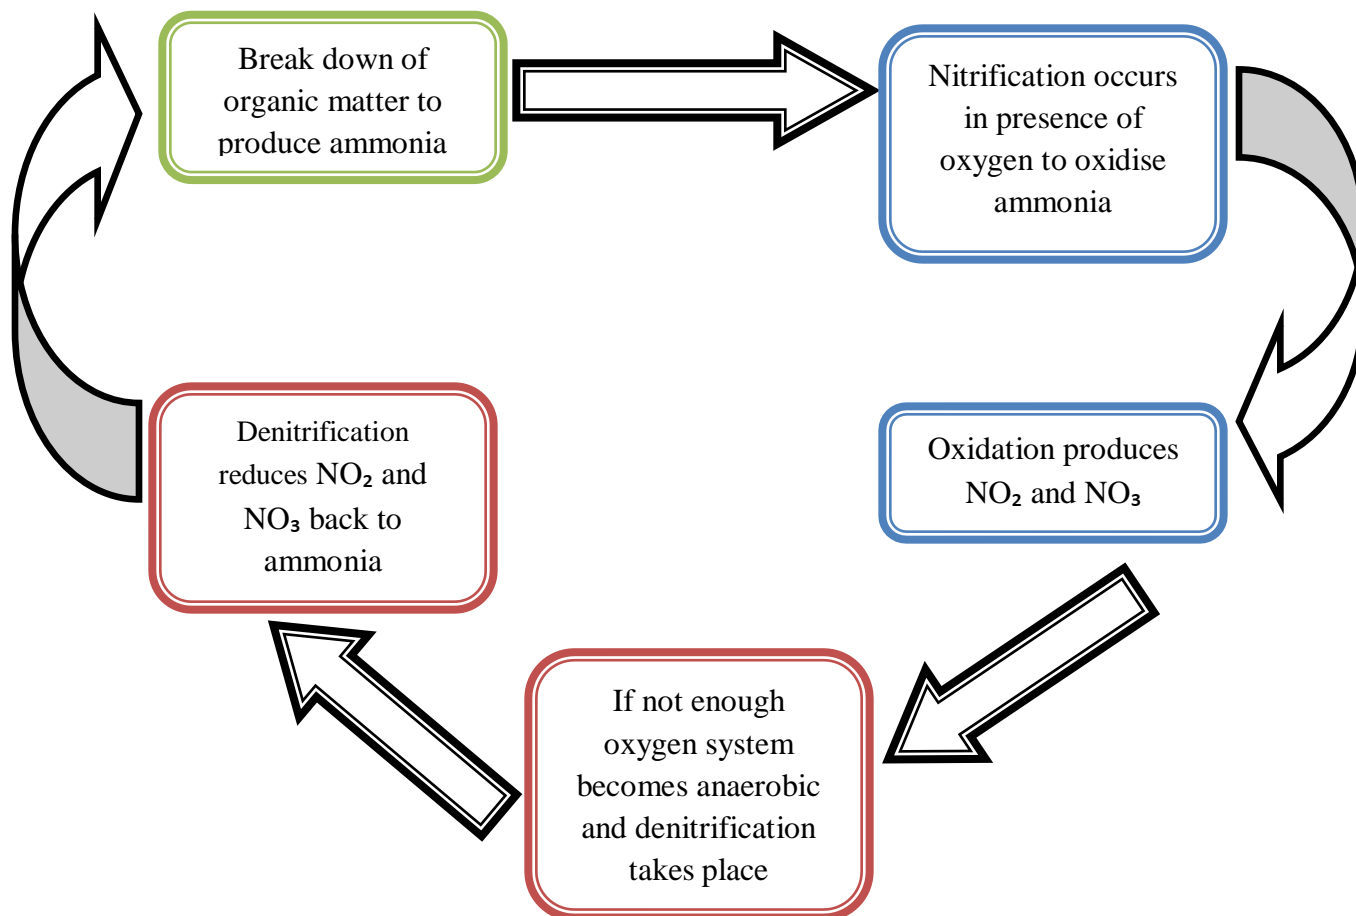 Break down of
organic matter to
produce ammonia
Nitrification occurs
in presence of
oxygen to oxidise
ammonia
Oxidation produces
NO₂ and NO₃
If not enough
oxygen system
becomes anaerobic
and denitrification
takes place
Denitrification
reduces NO₂ and
NO₃ back to
ammonia